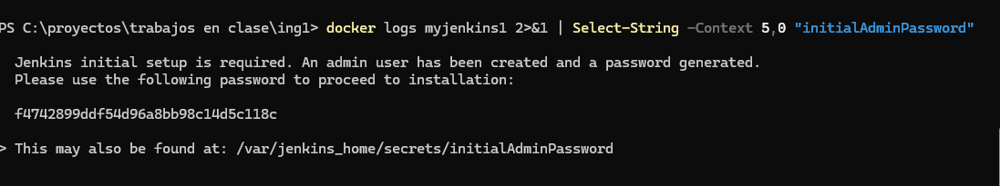 PS C:\proyectos\trabajos en clase\ing1> docker logs myjenkins1 2>&1 | Select-String -Context 5,0 "initialAdminPassword"
Jenkins initial setup is required. An admin user has been created and a password generated.
Please use the following password to proceed to installation:
f4742899ddf54d96a8bb98c14d5c118c
> This may also be found at: /var/jenkins_home/secrets/initialAdminPassword